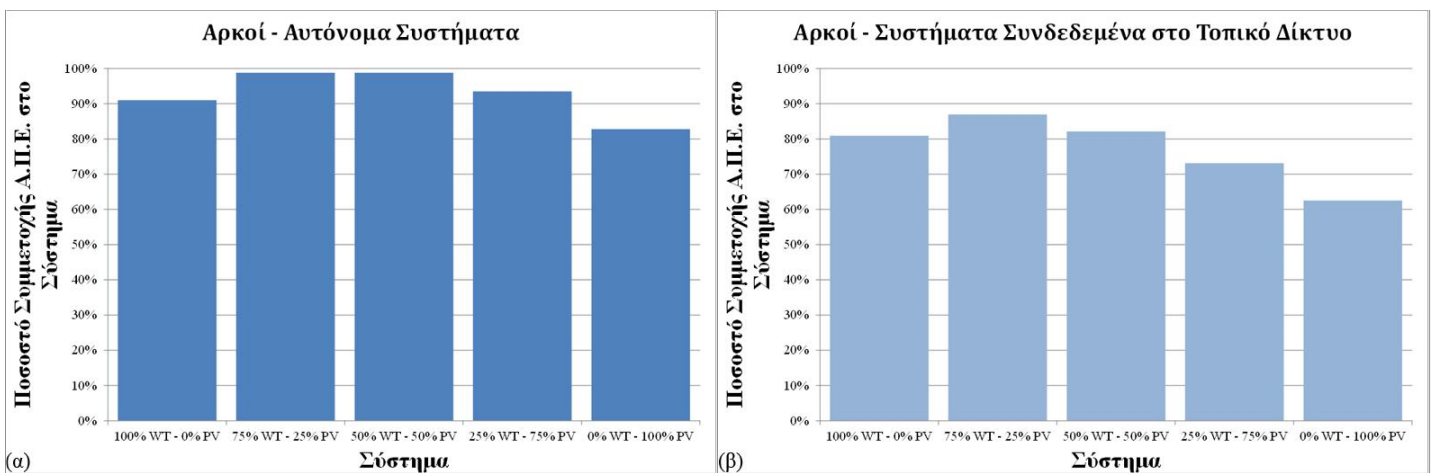 Αρκοί - Αυτόνομα Συστήματα
Ποσοστό Συμμετοχής Α.Π.Ε. στο
Σύστημα
100%
90%
80%
70%
60%
50%
40%
30%
20%
10%
0%
100% WT - 0% PV
75% WT - 25% PV
50% WT - 50% PV
25% WT - 75% PV
0% WT - 100% PV
Σύστημα
(α)
Αρκοί - Συστήματα Συνδεδεμένα στο Τοπικό Δίκτυο
Ποσοστό Συμμετοχής Α.Π.Ε. στο
Σύστημα
100%
90%
80%
70%
60%
50%
40%
30%
20%
10%
0%
100% WT - 0% PV
75% WT - 25% PV
50% WT - 50% PV
25% WT - 75% PV
0% WT - 100% PV
Σύστημα
(β)